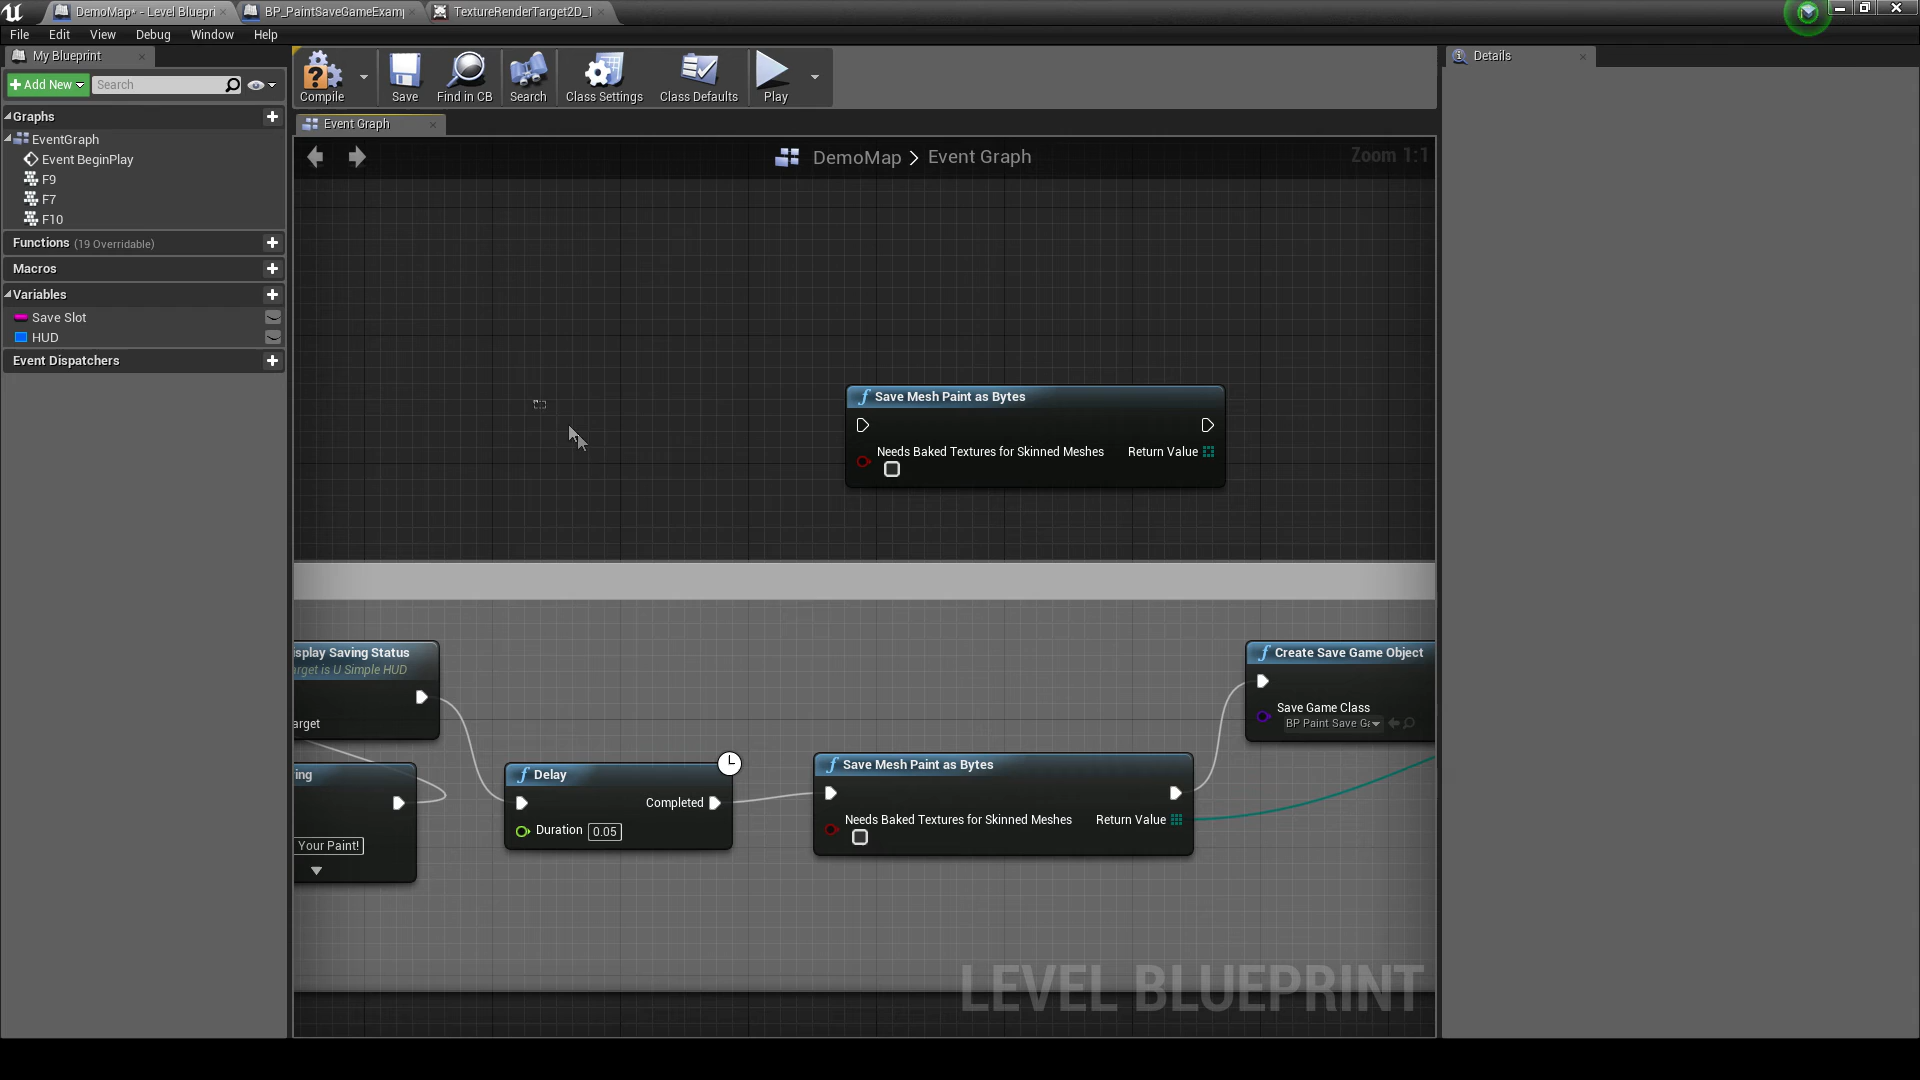 DemoMap* - Level Bluepri
BP_PaintSaveGameExam
TextureRenderTarget2D_1
File Edit View Debug Window Help
My Blueprint
Details
Add New
Search
Compile
Save
Find in CB
Search
Class Settings
Class Defaults
Play
Graphs
Event Graph
EventGraph
Event BeginPlay
DemoMap > Event Graph
Zoom 1:1
F9
F7
F10
Functions (19 Overridable)
Macros
Variables
Save Slot
HUD
Event Dispatchers
Save Mesh Paint as Bytes
Needs Baked Textures for Skinned Meshes
Return Value
isplay Saving Status
arget is U Simple HUD
arget
Create Save Game Object
Save Game Class
BP Paint Save Ga
ing
Your Paint!
Delay
Completed
Duration 0.05
Save Mesh Paint as Bytes
Needs Baked Textures for Skinned Meshes
Return Value
LEVEL BLUEPRINT